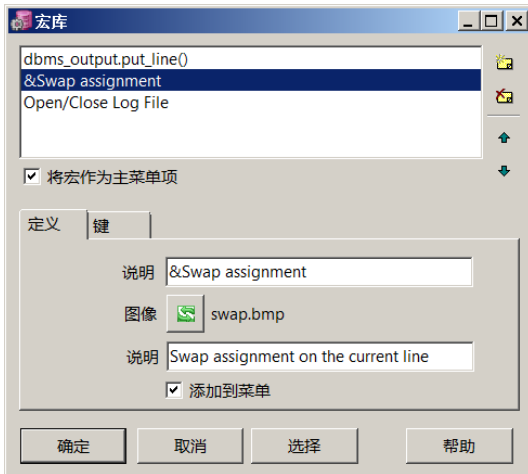 宏库
dbms_output.put_line()
&Swap assignment
Open/Close Log File
将宏作为主菜单项
定义 键
说明 &Swap assignment
图像 swap.bmp
说明 Swap assignment on the current line
添加到菜单
确定 取消 选择 帮助